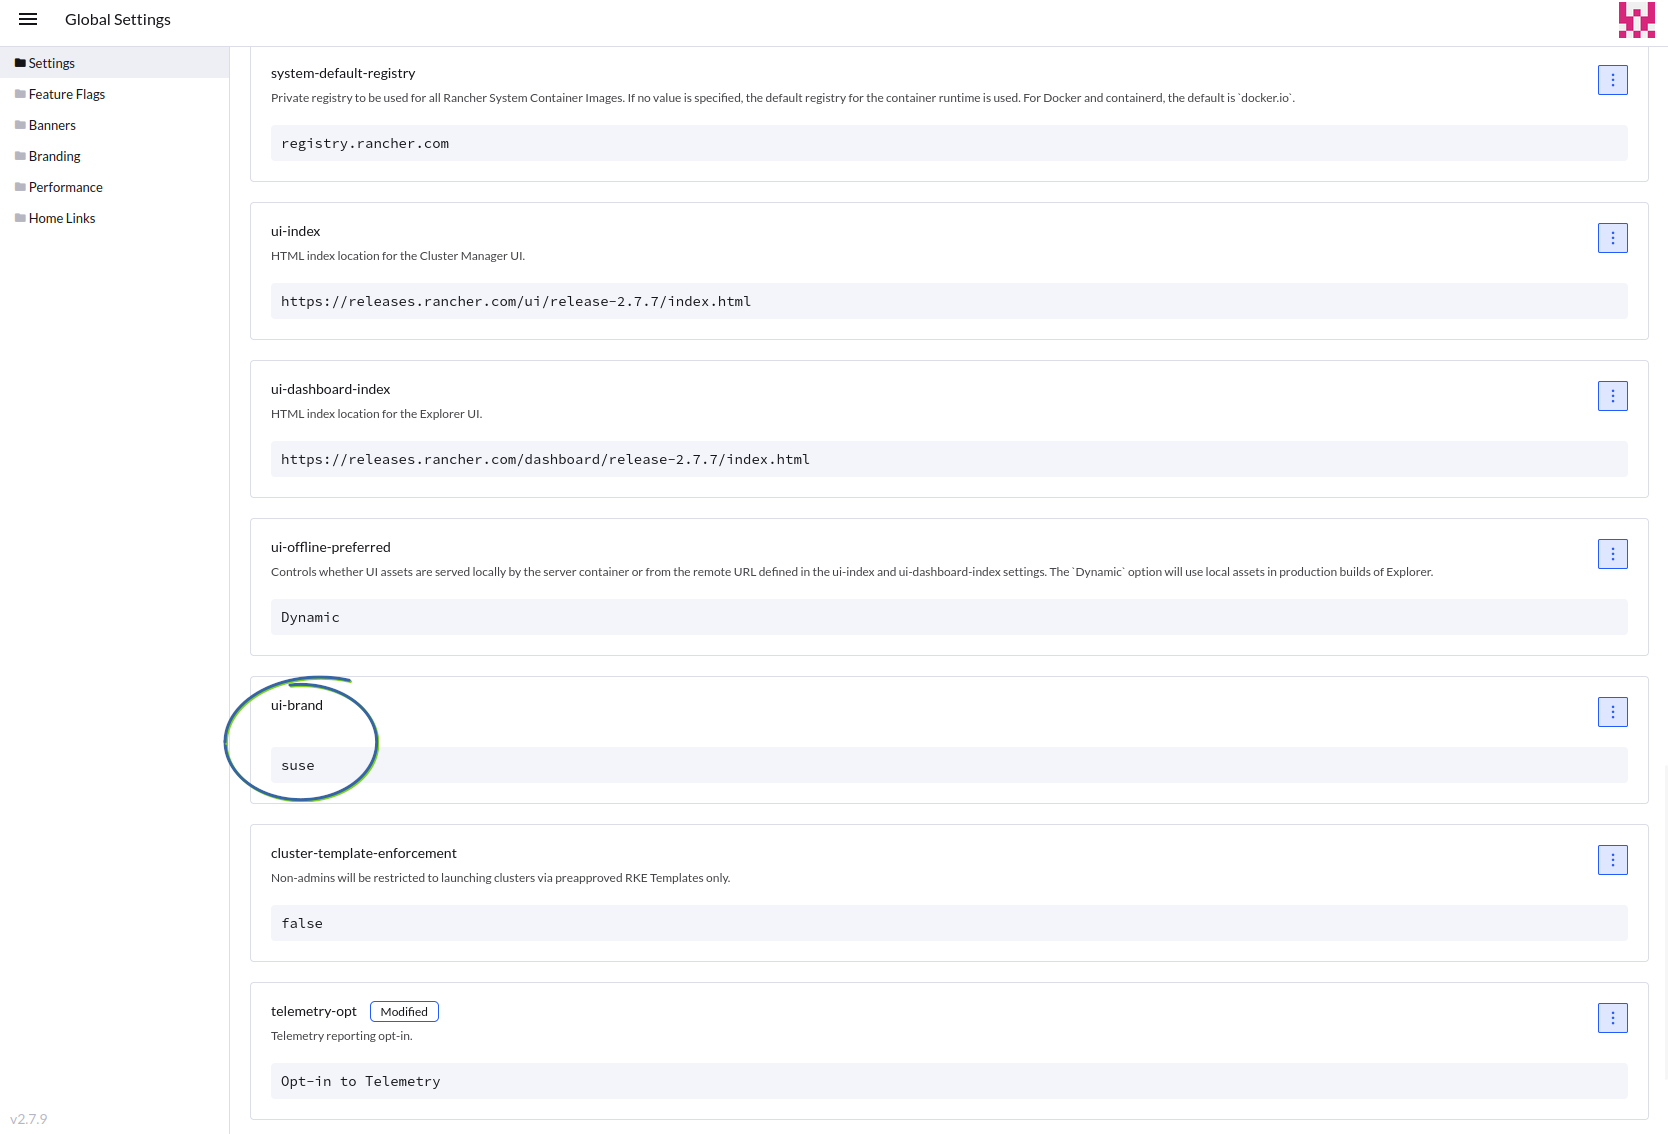 Global Settings
Settings
Feature Flags
Banners
Branding
Performance
Home Links
system-default-registry
Private registry to be used for all Rancher System Container Images. If no value is specified, the default registry for the container runtime is used. For Docker and containerd, the default is `docker.io`.
registry.rancher.com
ui-index
HTML index location for the Cluster Manager UI.
https://releases.rancher.com/ui/release-2.7.7/index.html
ui-dashboard-index
HTML index location for the Explorer UI.
https://releases.rancher.com/dashboard/release-2.7.7/index.html
ui-offline-preferred
Controls whether UI assets are served locally by the server container or from the remote URL defined in the ui-index and ui-dashboard-index settings. The `Dynamic` option will use local assets in production builds of Explorer.
Dynamic
ui-brand
suse
cluster-template-enforcement
Non-admins will be restricted to launching clusters via preapproved RKE Templates only.
false
telemetry-opt Modified
Telemetry reporting opt-in.
Opt-in to Telemetry
v2.7.9